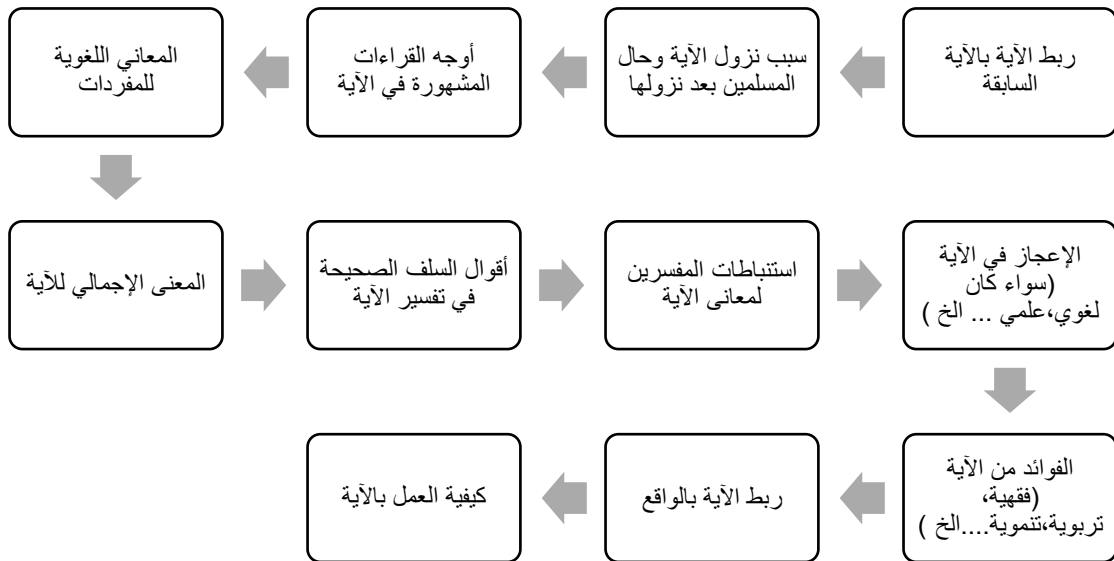 ربط الآية بالآية
السابقة
سبب نزول الآية وحال
المسلمين بعد نزولها
أوجه القراءات
المشهورة في الآية
المعاني اللغوية
للمفردات
المعنى الإجمالي للآية
أقوال السلف الصحيحة
في تفسير الآية
استنباطات المفسرين
لمعانى الآية
الإعجاز في الآية
(سواء كان
لغوي،علمي ... الخ )
الفوائد من الآية
(فقهية،
تربوية،تنموية....الخ )
ربط الآية بالواقع
كيفية العمل بالآية